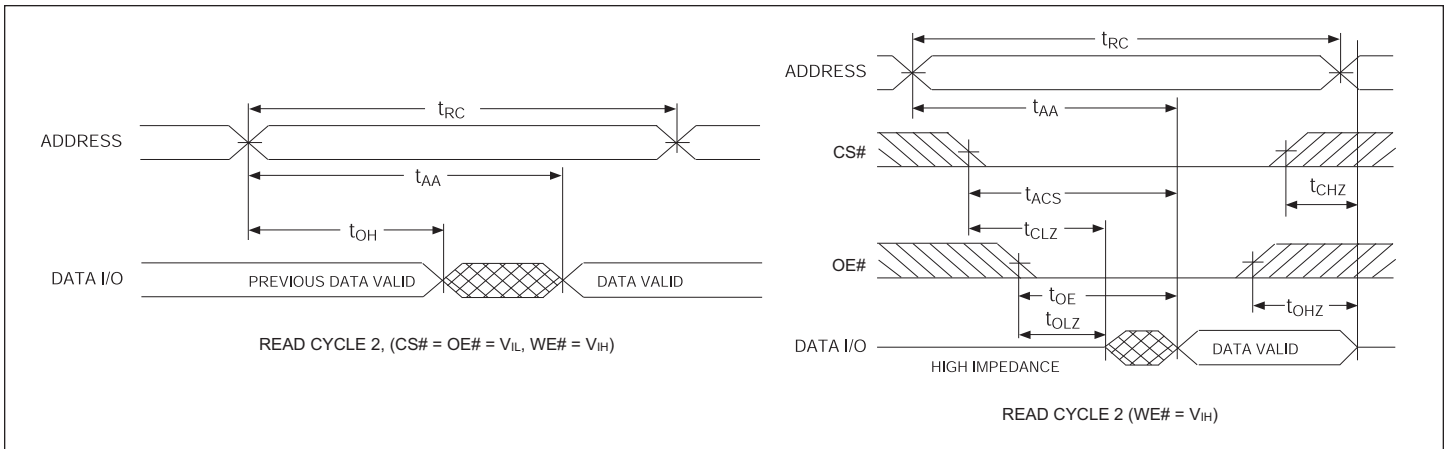 tRC
ADDRESS
tAA
tOH
DATA I/O
PREVIOUS DATA VALID
DATA VALID
READ CYCLE 2, (CS# = OE# = VIL, WE# = VIH)
tRC
ADDRESS
tAA
CS#
tACS
tCHZ
tCLZ
OE#
tOE
tOHZ
tOLZ
DATA I/O
DATA VALID
HIGH IMPEDANCE
READ CYCLE 2 (WE# = VIH)